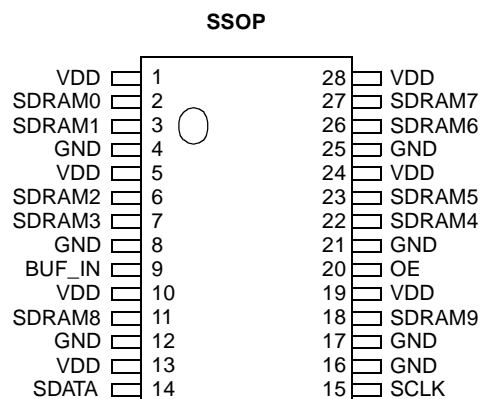 SSOP
VDD 1 28 VDD
SDRAM0 2 27 SDRAM7
SDRAM1 3 26 SDRAM6
GND 4 25 GND
VDD 5 24 VDD
SDRAM2 6 23 SDRAM5
SDRAM3 7 22 SDRAM4
GND 8 21 GND
BUF_IN 9 20 OE
VDD 10 19 VDD
SDRAM8 11 18 SDRAM9
GND 12 17 GND
VDD 13 16 GND
SDATA 14 15 SCLK